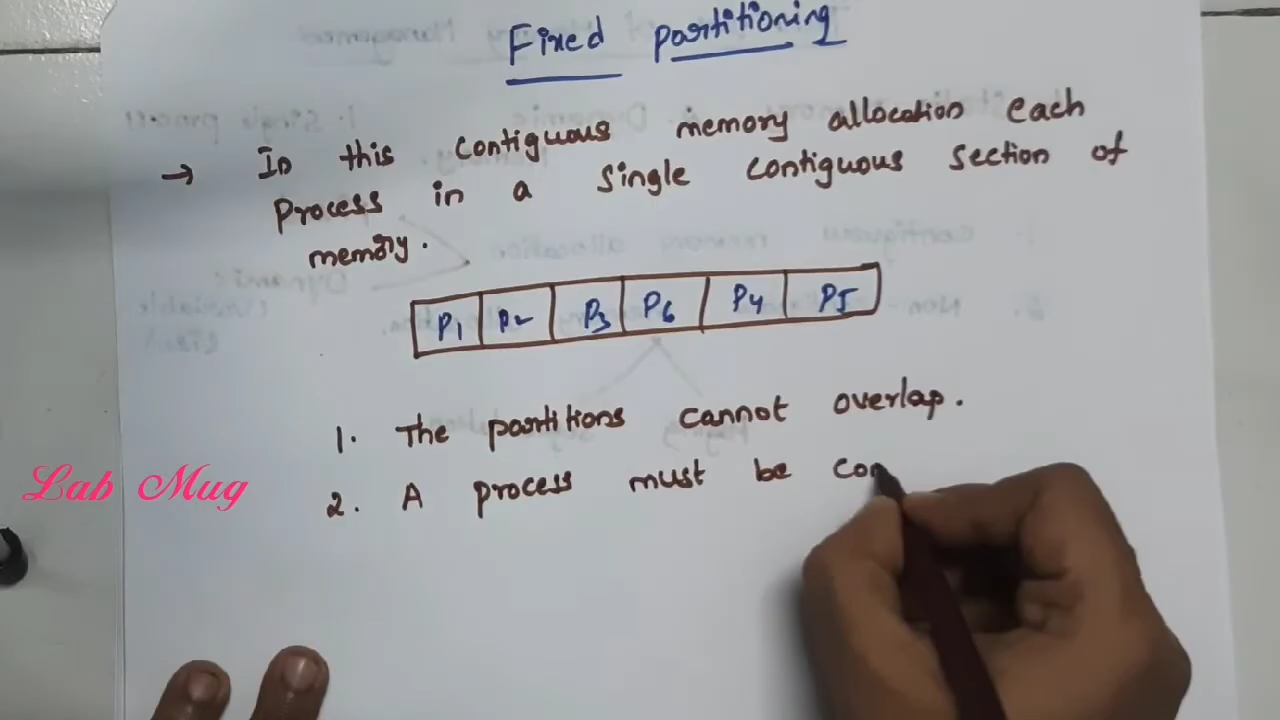 Fixed partitioning
→ In this contiguous memory allocation each
process in a single contiguous section of
memory.
P1 P2 P3 P6 P4 P5
1. The partitions cannot overlap.
2. A process must be con
Lab Mug